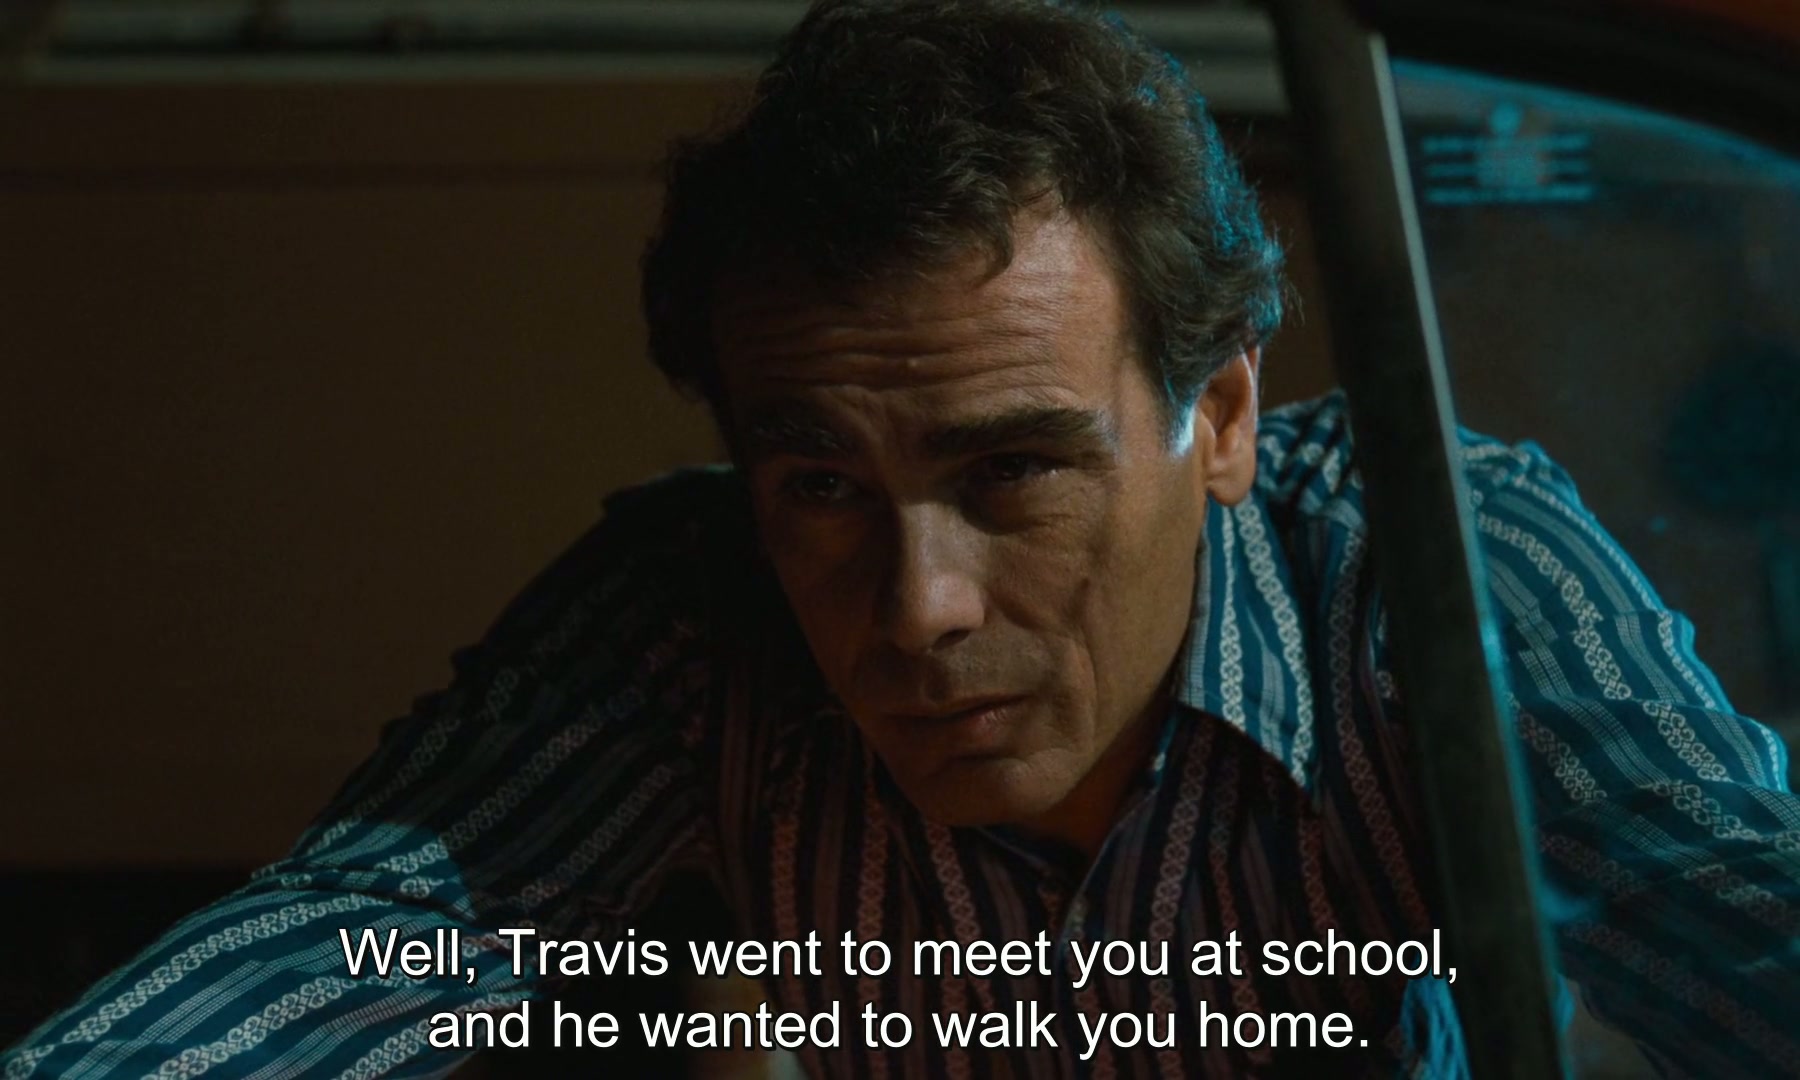 Well, Travis went to meet you at school,
and he wanted to walk you home.